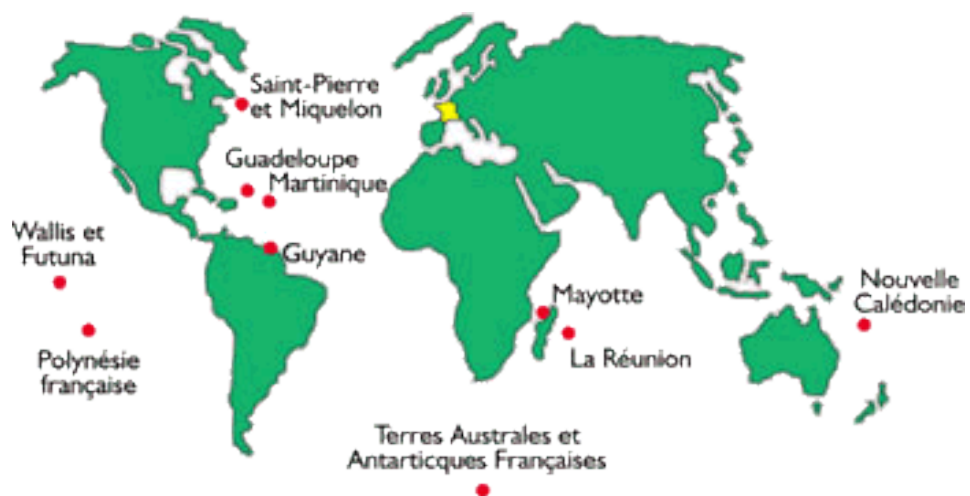 Saint-Pierre
et Miquelon
Guadeloupe
Martinique
Wallis et
Futuna
Guyane
Nouvelle
Calédonie
Mayotte
Polynésie
française
La Réunion
Terres Australes et
Antarticques Françaises